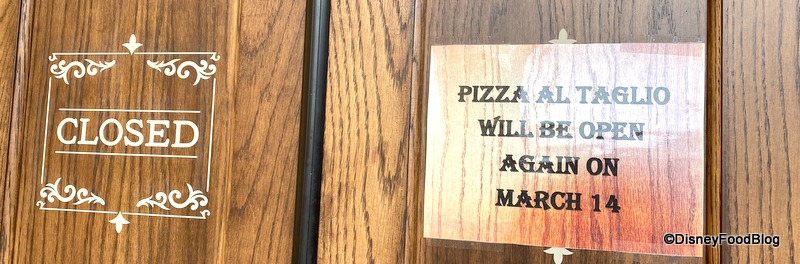 CLOSED
PIZZA AL TAGLIO
WILL BE OPEN
AGAIN ON
MARCH 14
©DisneyFoodBlog